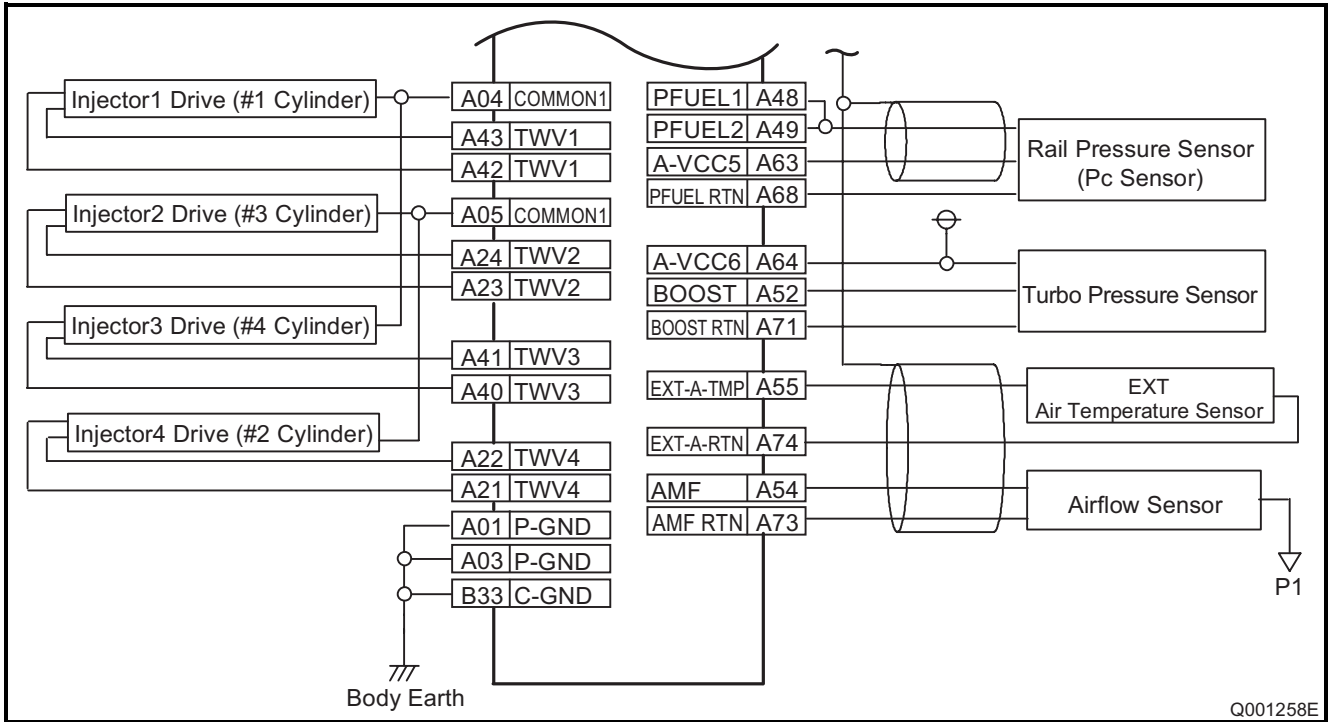 Injector1 Drive (#1 Cylinder)
A04 COMMON1
A43 TWV1
A42 TWV1
Injector2 Drive (#3 Cylinder)
A05 COMMON1
A24 TWV2
A23 TWV2
Injector3 Drive (#4 Cylinder)
A41 TWV3
A40 TWV3
Injector4 Drive (#2 Cylinder)
A22 TWV4
A21 TWV4
A01 P-GND
A03 P-GND
B33 C-GND
Body Earth
PFUEL1 A48
PFUEL2 A49
A-VCC5 A63
PFUEL RTN A68
Rail Pressure Sensor
(Pc Sensor)
A-VCC6 A64
BOOST A52
BOOST RTN A71
Turbo Pressure Sensor
EXT-A-TMP A55
EXT-A-RTN A74
EXT
Air Temperature Sensor
AMF A54
AMF RTN A73
Airflow Sensor
P1
Q001258E